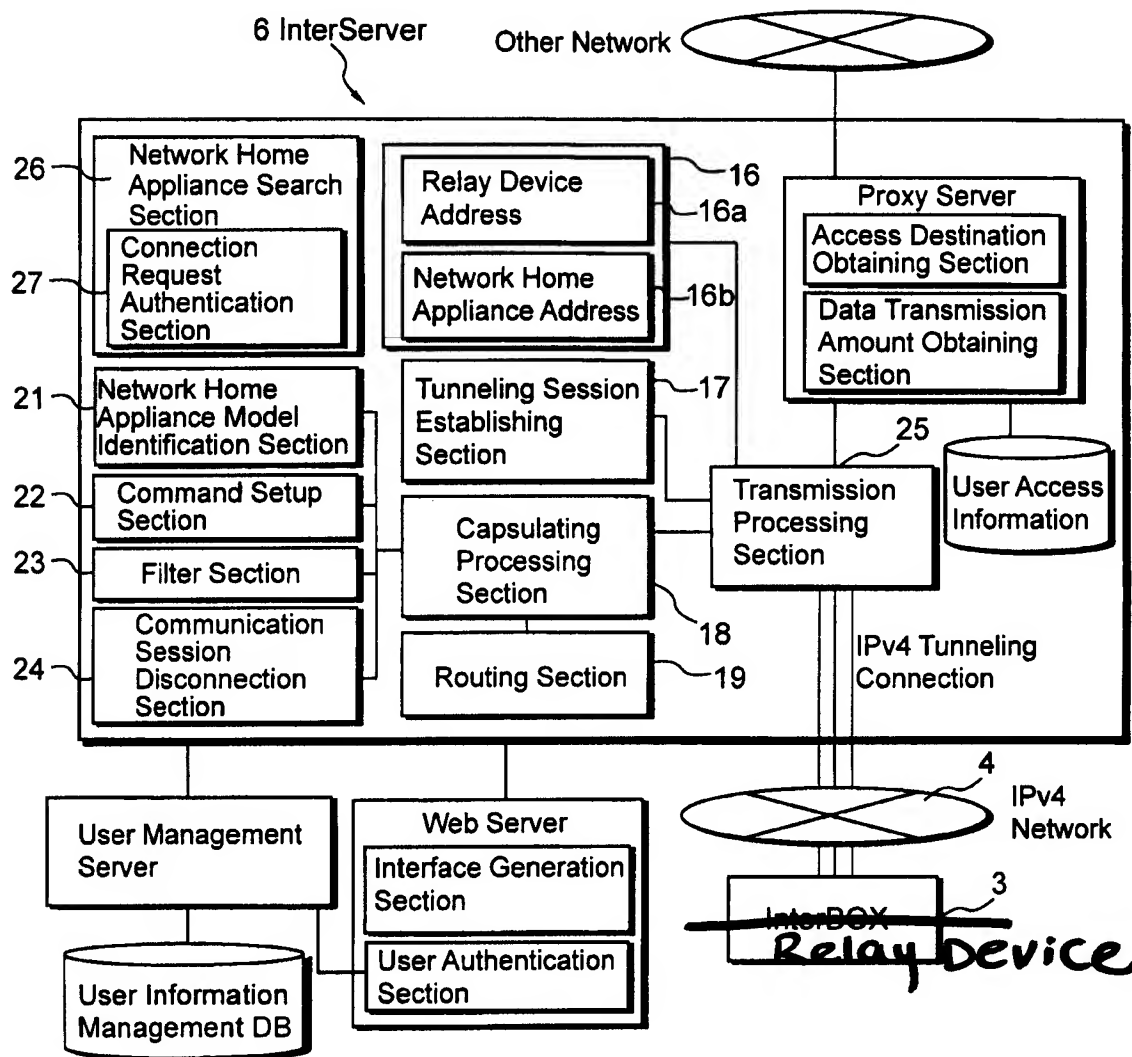 6 InterServer
Other Network
26
Network Home
Appliance Search
Section
27
Connection
Request
Authentication
Section
16
Relay Device
Address
16a
Network Home
Appliance Address
16b
Proxy Server
Access Destination
Obtaining Section
Data Transmission
Amount Obtaining
Section
21
Network Home
Appliance Model
Identification Section
Tunneling Session
Establishing
Section
17
25
Transmission
Processing
Section
User Access
Information
22
Command Setup
Section
23
Filter Section
Capsulating
Processing
Section
18
24
Communication
Session
Disconnection
Section
Routing Section
19
IPv4 Tunneling
Connection
4
IPv4
Network
User Management
Server
Web Server
Interface Generation
Section
User Authentication
Section
User Information
Management DB
3
InterBOX
Relay Device